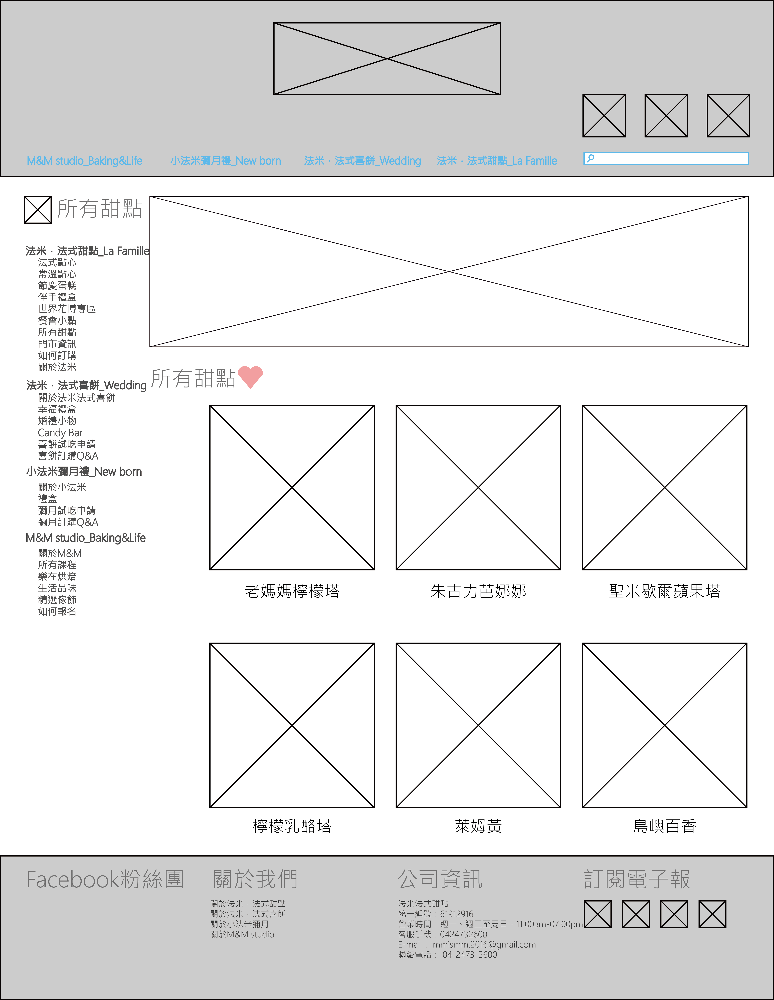 M&M studio_Baking&Life
小法米彌月禮_New born
法米．法式喜餅_Wedding
法米．法式甜點_La Famille
所有甜點
法米．法式甜點_La Famille
法式點心
常溫點心
節慶蛋糕
伴手禮盒
世界花博專區
餐會小點
所有甜點
門市資訊
如何訂購
關於法米
法米．法式喜餅_Wedding
關於法米法式喜餅
幸福禮盒
婚禮小物
Candy Bar
喜餅試吃申請
喜餅訂購Q&A
小法米彌月禮_New born
關於小法米
禮盒
彌月試吃申請
彌月訂購Q&A
M&M studio_Baking&Life
關於M&M
所有課程
樂在烘焙
生活品味
精選傢飾
如何報名
所有甜點
老媽媽檸檬塔
朱古力芭娜娜
聖米歇爾蘋果塔
檸檬乳酪塔
萊姆黃
島嶼百香
Facebook粉絲團
關於我們
關於法米．法式甜點
關於法米．法式喜餅
關於小法米彌月
關於M&M studio
公司資訊
法米法式甜點
統一編號：61912916
營業時間：週一、週三至周日．11:00am-07:00pm
客服手機：0424732600
E-mail： mmismm.2016@gmail.com
聯絡電話： 04-2473-2600
訂閱電子報